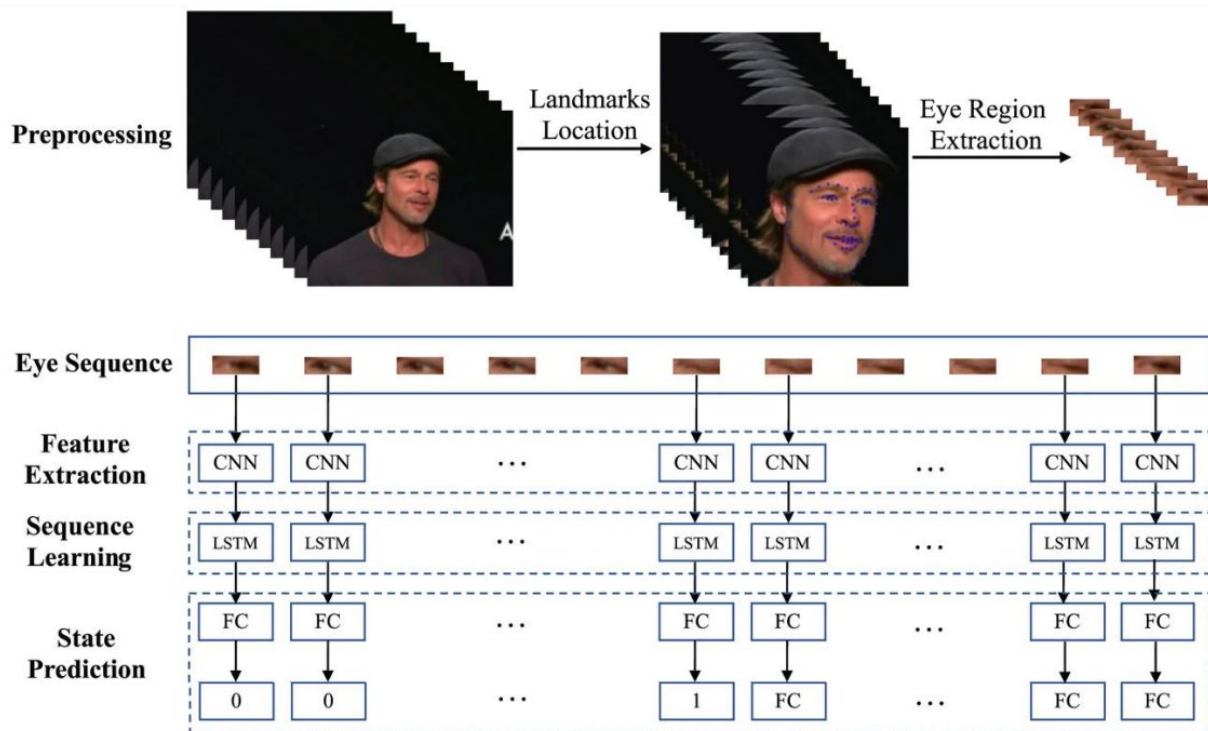 Landmarks
Location
Eye Region
Extraction
Preprocessing
A
Eye Sequence
Feature
Extraction
CNN CNN ... CNN CNN ... CNN CNN
Sequence
Learning
LSTM LSTM ... LSTM LSTM ... LSTM LSTM
State
Prediction
FC FC ... FC FC ... FC FC
0 0 ... 1 FC ... FC FC